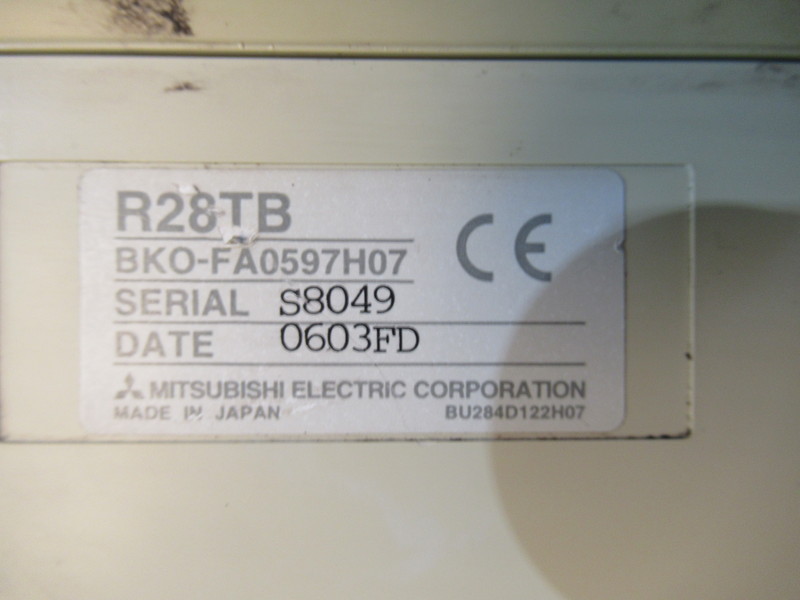 R28TB
CE
BKO-FA0597H07
SERIAL S8049
DATE 0603FD
MITSUBISHI ELECTRIC CORPORATION
MADE IN JAPAN BU284D122H07